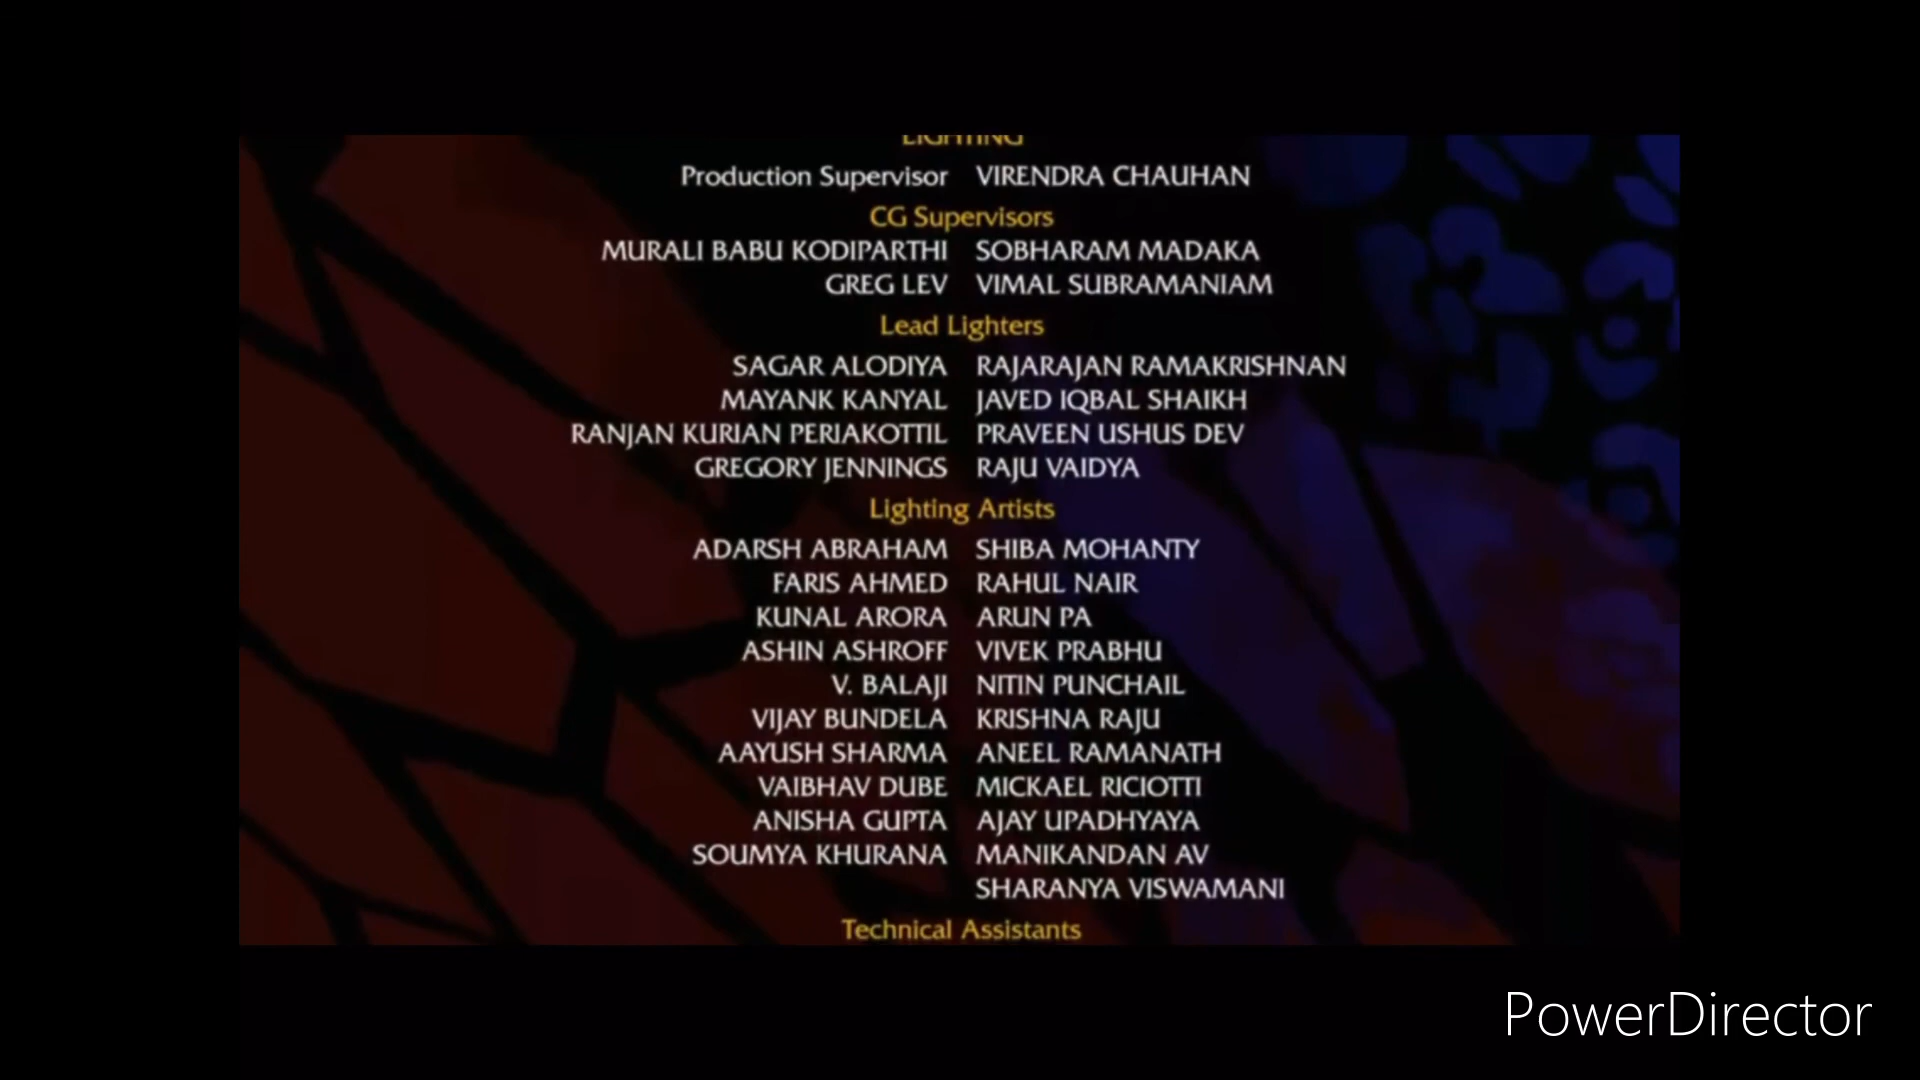 LIGHTING
Production Supervisor VIRENDRA CHAUHAN
CG Supervisors
MURALI BABU KODIPARTHI SOBHARAM MADAKA
GREG LEV VIMAL SUBRAMANIAM
Lead Lighters
SAGAR ALODIYA RAJARAJAN RAMAKRISHNAN
MAYANK KANYAL JAVED IQBAL SHAIKH
RANJAN KURIAN PERIAKOTTIL PRAVEEN USHUS DEV
GREGORY JENNINGS RAJU VAIDYA
Lighting Artists
ADARSH ABRAHAM SHIBA MOHANTY
FARIS AHMED RAHUL NAIR
KUNAL ARORA ARUN PA
ASHIN ASHROFF VIVEK PRABHU
V. BALAJI NITIN PUNCHAIL
VIJAY BUNDELA KRISHNA RAJU
AAYUSH SHARMA ANEEL RAMANATH
VAIBHAV DUBE MICKAEL RICIOTTI
ANISHA GUPTA AJAY UPADHYAYA
SOUMYA KHURANA MANIKANDAN AV
SHARANYA VISWAMANI
Technical Assistants
PowerDirector